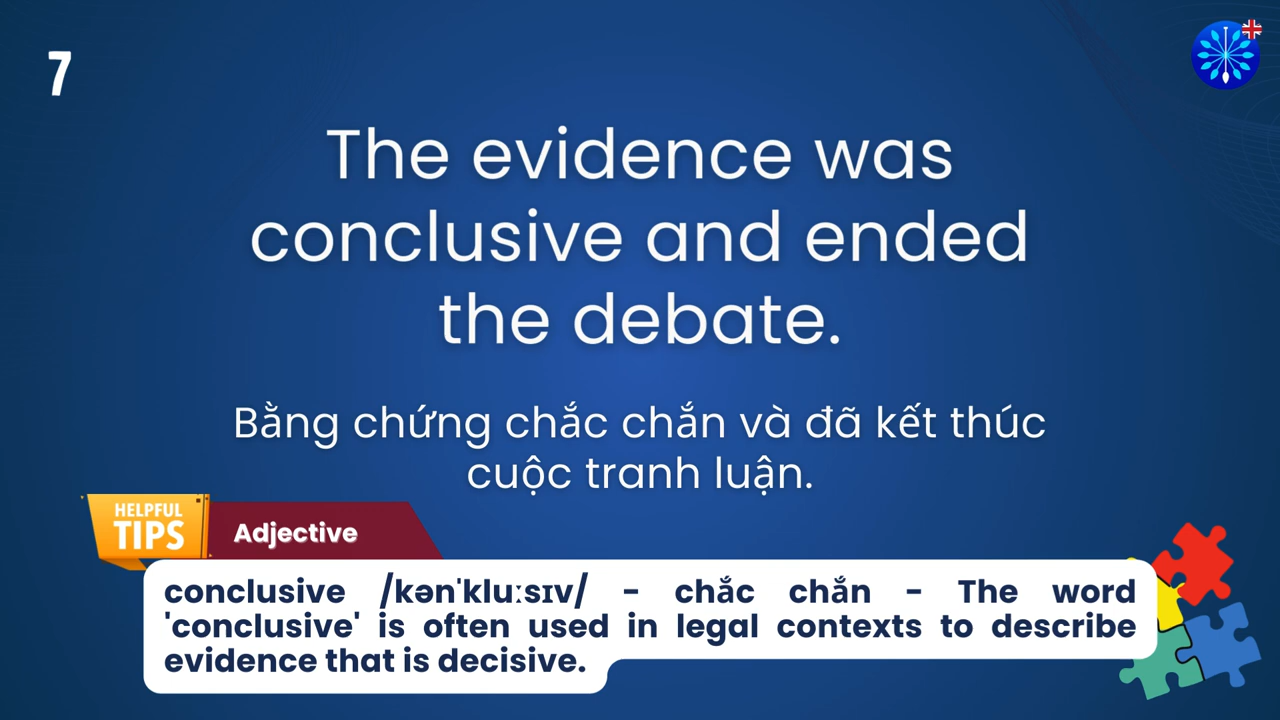 7
The evidence was
conclusive and ended
the debate.
Bằng chứng chắc chắn và đã kết thúc
cuộc tranh luận.
HELPFUL
TIPS
Adjective
conclusive /kənˈkluːsɪv/ - chắc chắn - The word
'conclusive' is often used in legal contexts to describe
evidence that is decisive.